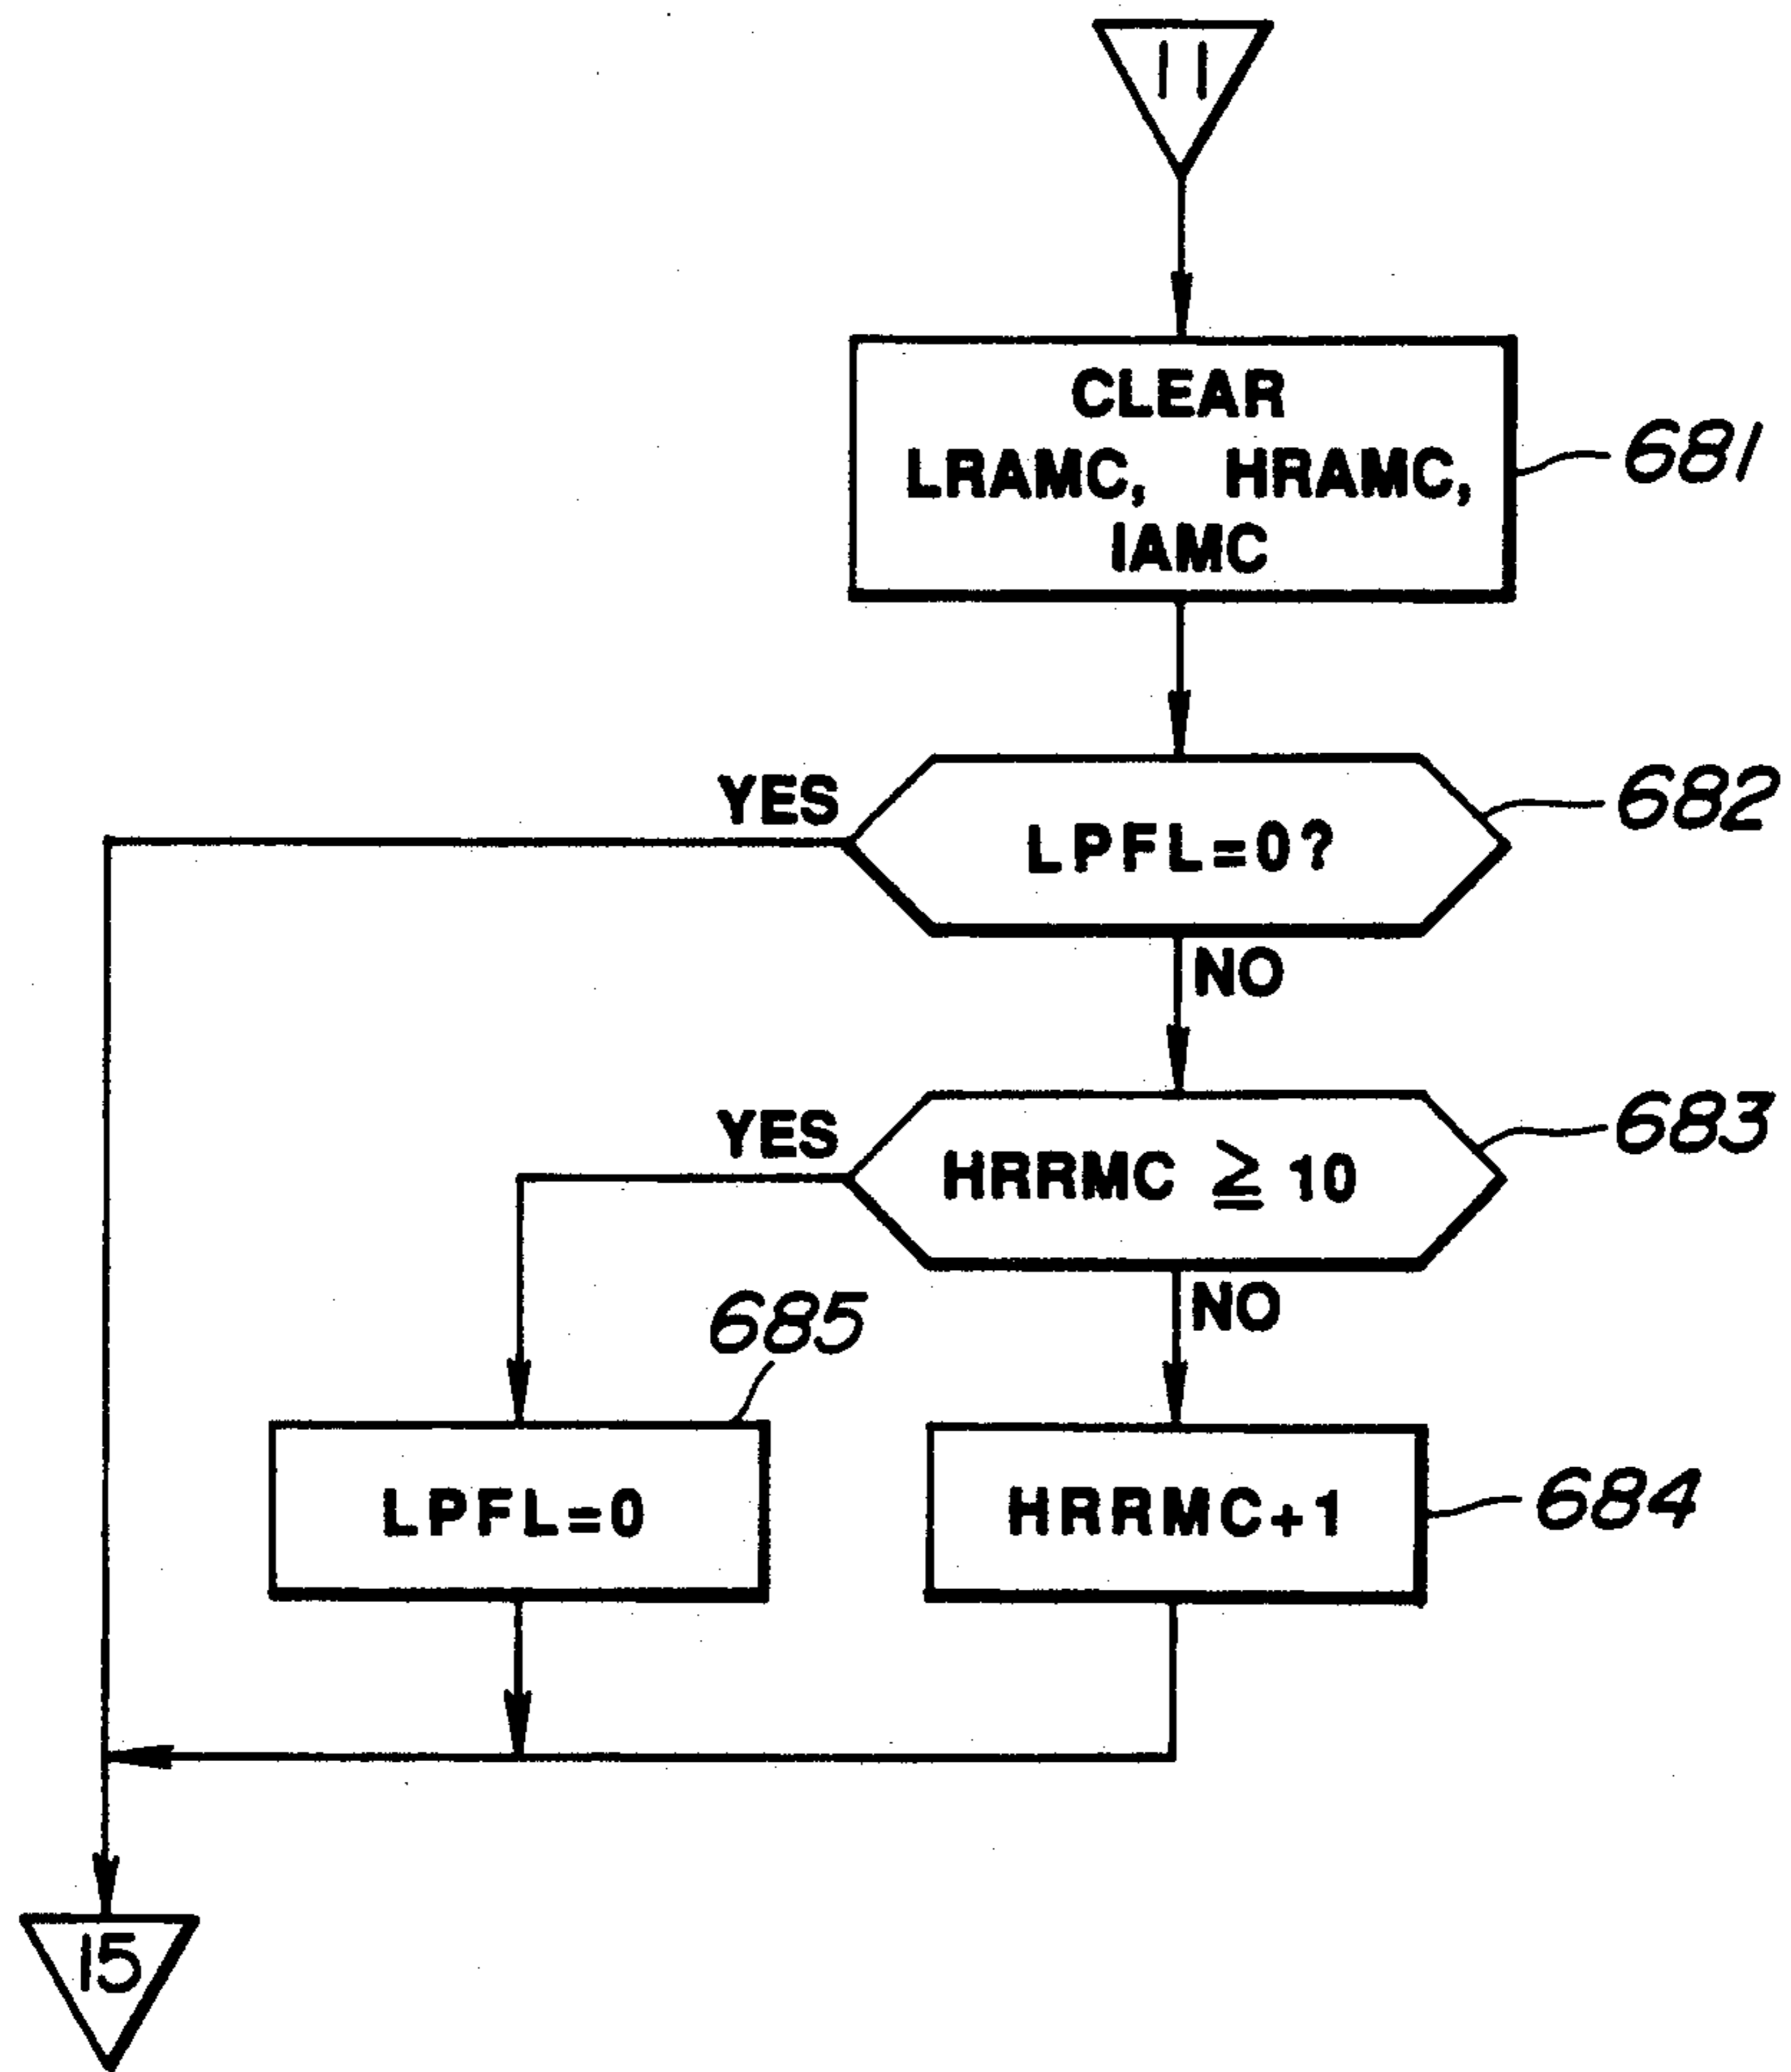 11
CLEAR
LRAMC, HRAMC,
IAMC
681
YES
LPFL=0?
682
NO
YES
HRRMC ≧ 10
683
NO
685
LPFL=0
HRRMC+1
684
15